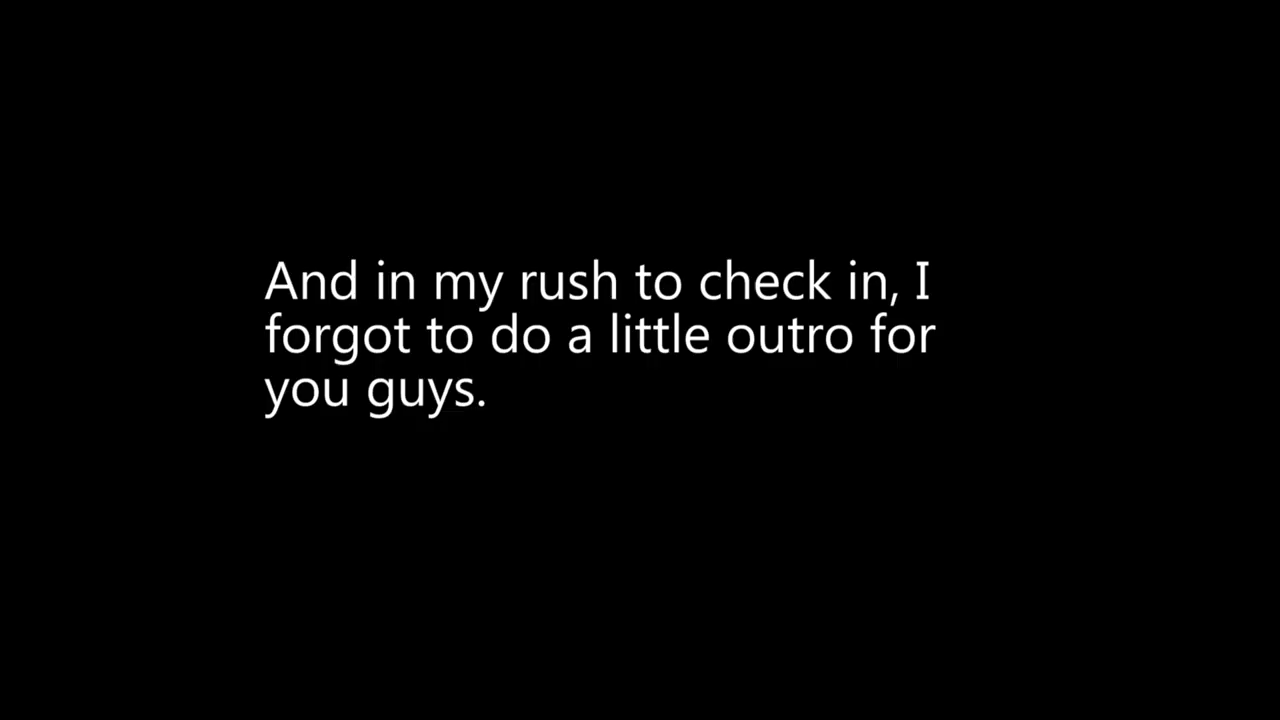 And in my rush to check in, I
forgot to do a little outro for
you guys.